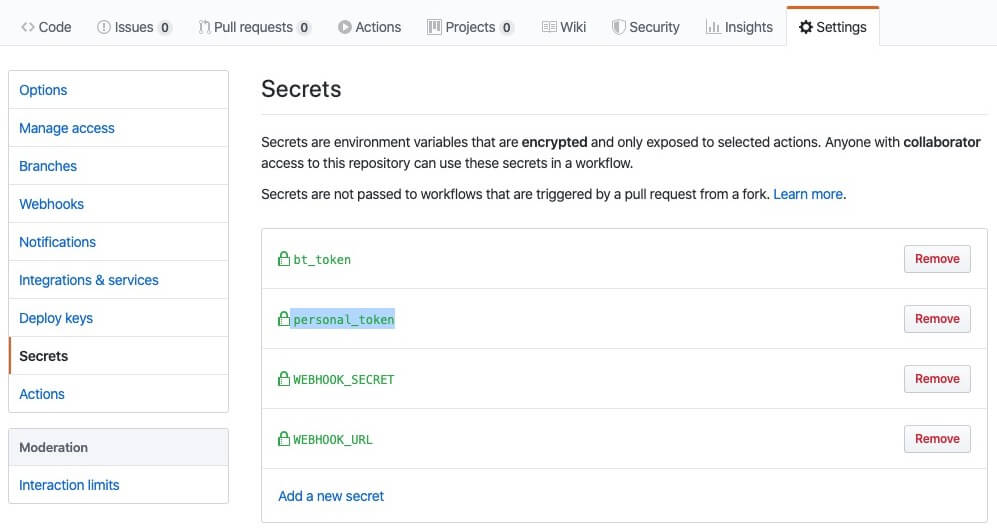 Code Issues 0 Pull requests 0 Actions Projects 0 Wiki Security Insights Settings
Options
Manage access
Branches
Webhooks
Notifications
Integrations & services
Deploy keys
Secrets
Actions
Moderation
Interaction limits
Secrets
Secrets are environment variables that are encrypted and only exposed to selected actions. Anyone with collaborator
access to this repository can use these secrets in a workflow.
Secrets are not passed to workflows that are triggered by a pull request from a fork. Learn more.
bt_token Remove
personal_token Remove
WEBHOOK_SECRET Remove
WEBHOOK_URL Remove
Add a new secret